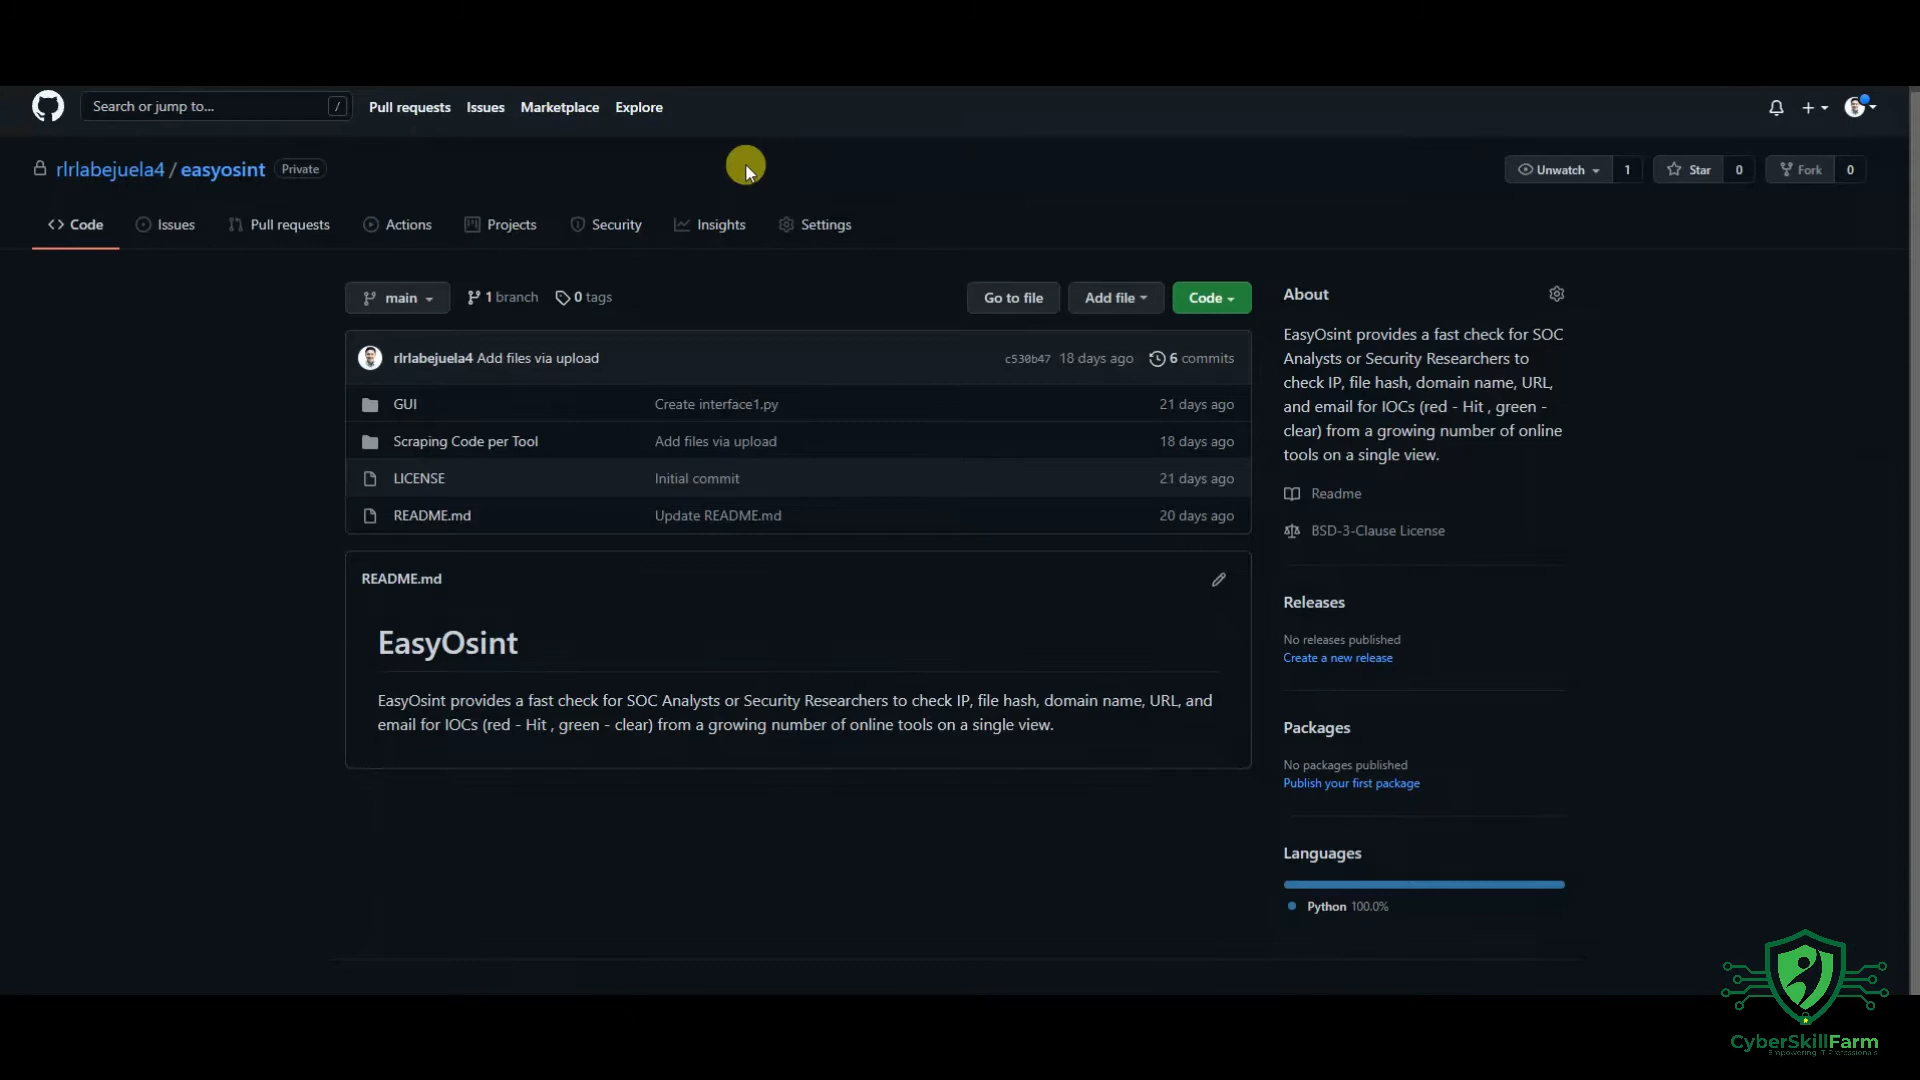 Search or jump to...
/
Pull requests
Issues
Marketplace
Explore
rlrlabejuela4 / easyosint
Private
Unwatch
1
Star
0
Fork
0
Code
Issues
Pull requests
Actions
Projects
Security
Insights
Settings
main
1 branch
0 tags
Go to file
Add file
Code
rlrlabejuela4 Add files via upload
c530b47 18 days ago
6 commits
GUI
Create interface1.py
21 days ago
Scraping Code per Tool
Add files via upload
18 days ago
LICENSE
Initial commit
21 days ago
README.md
Update README.md
20 days ago
README.md
EasyOsint
EasyOsint provides a fast check for SOC Analysts or Security Researchers to check IP, file hash, domain name, URL, and
email for IOCs (red - Hit , green - clear) from a growing number of online tools on a single view.
About
EasyOsint provides a fast check for SOC
Analysts or Security Researchers to
check IP, file hash, domain name, URL,
and email for IOCs (red - Hit , green -
clear) from a growing number of online
tools on a single view.
Readme
BSD-3-Clause License
Releases
No releases published
Create a new release
Packages
No packages published
Publish your first package
Languages
Python 100.0%
CyberSkillFarm
Empowering IT Professionals